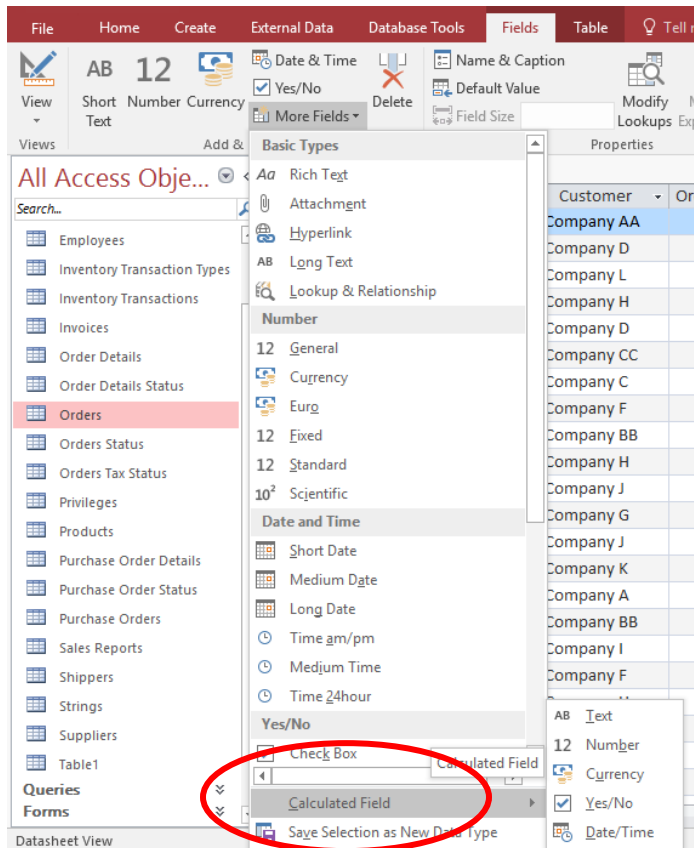 File Home Create External Data Database Tools Fields Table Tell
AB 12 Date & Time Name & Caption
Yes/No Default Value
View Short Text Number Currency More Fields Delete Field Size Modify Lookups
Views Add & Properties
All Access Obje...
Search...
Employees
Inventory Transaction Types
Inventory Transactions
Invoices
Order Details
Order Details Status
Orders
Orders Status
Orders Tax Status
Privileges
Products
Purchase Order Details
Purchase Order Status
Purchase Orders
Sales Reports
Shippers
Strings
Suppliers
Table1
Queries
Forms
Datasheet View
Basic Types
Aa Rich Text
Attachment
Hyperlink
AB Long Text
Lookup & Relationship
Number
12 General
Currency
Euro
12 Fixed
12 Standard
10² Scientific
Date and Time
Short Date
Medium Date
Long Date
Time am/pm
Medium Time
Time 24hour
Yes/No
Check Box
Calculated Field
Calculated Field
Save Selection as New Data Type
Customer Or
Company AA
Company D
Company L
Company H
Company D
Company CC
Company C
Company F
Company BB
Company H
Company J
Company G
Company J
Company K
Company A
Company BB
Company I
Company F
AB Text
12 Number
Currency
Yes/No
Date/Time